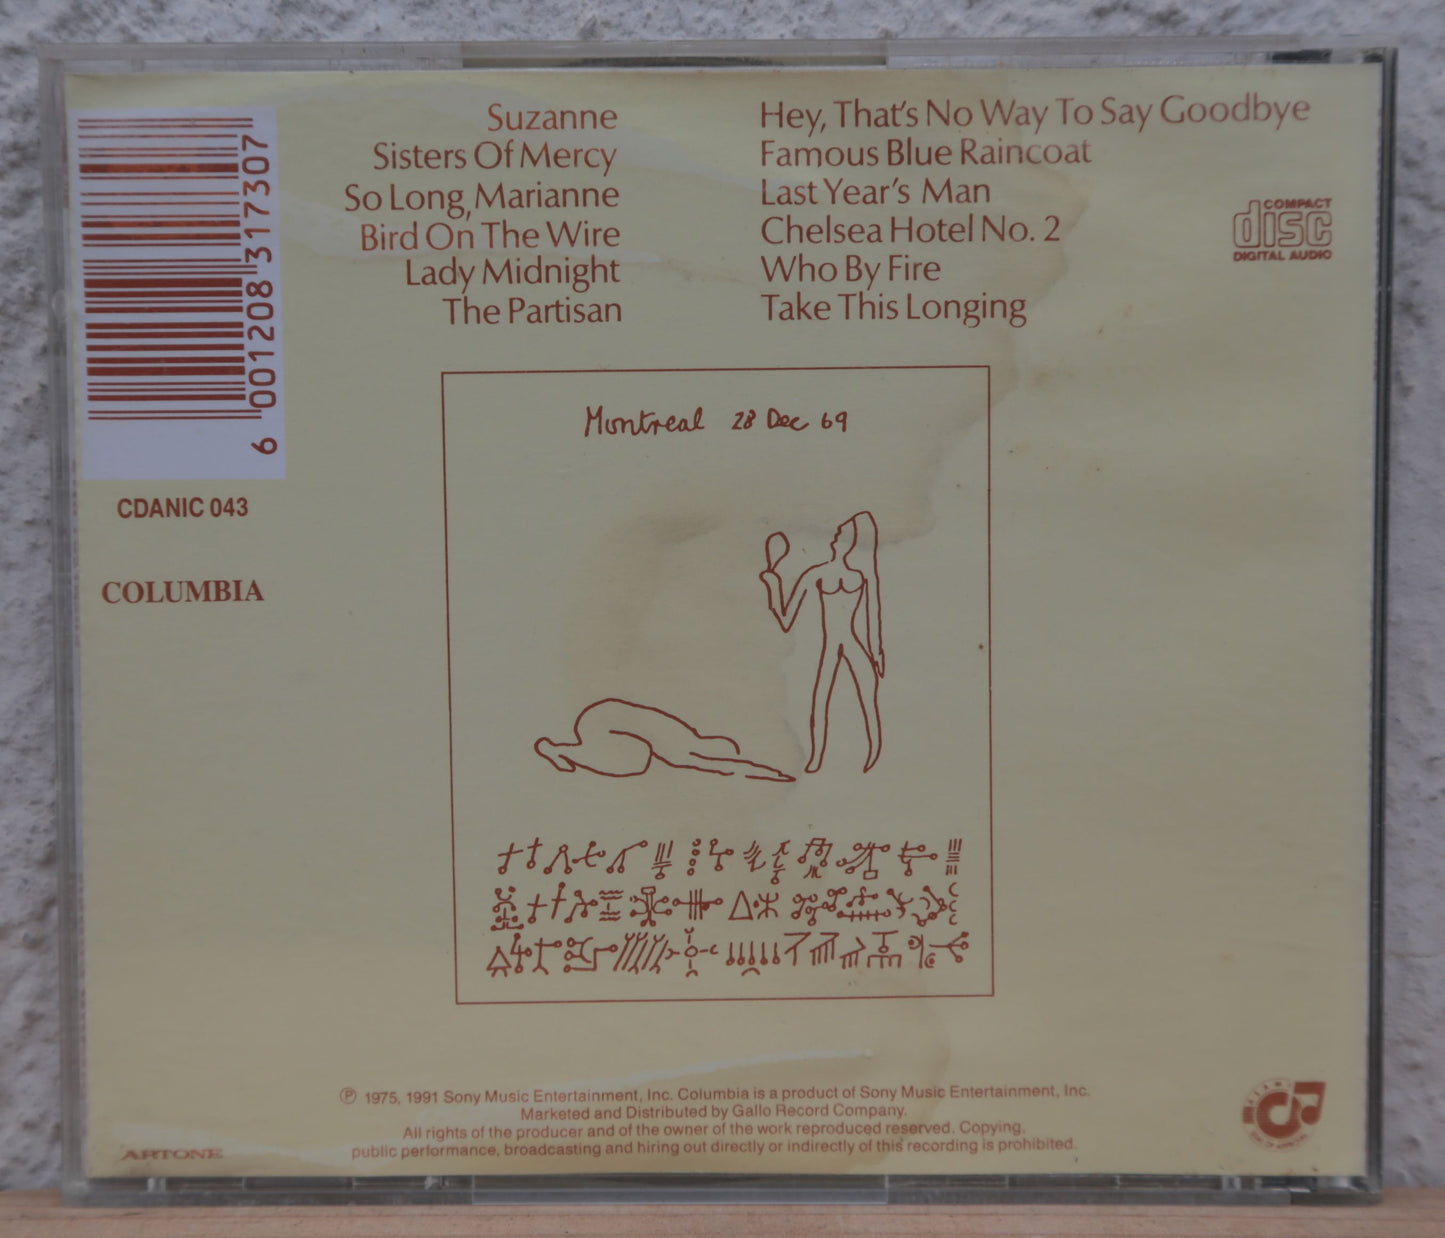 Suzanne
Sisters Of Mercy
So Long, Marianne
Bird On The Wire
Lady Midnight
The Partisan
Hey, That's No Way To Say Goodbye
Famous Blue Raincoat
Last Year's Man
Chelsea Hotel No. 2
Who By Fire
Take This Longing
6 001208 317307
CDANIC 043
COLUMBIA
COMPACT
disc
DIGITAL AUDIO
Montreal 28 Dec 69
℗ 1975, 1991 Sony Music Entertainment, Inc. Columbia is a product of Sony Music Entertainment, Inc.
Marketed and Distributed by Gallo Record Company.
All rights of the producer and of the owner of the work reproduced reserved. Copying,
public performance, broadcasting and hiring out directly or indirectly of this recording is prohibited.
ARTONE